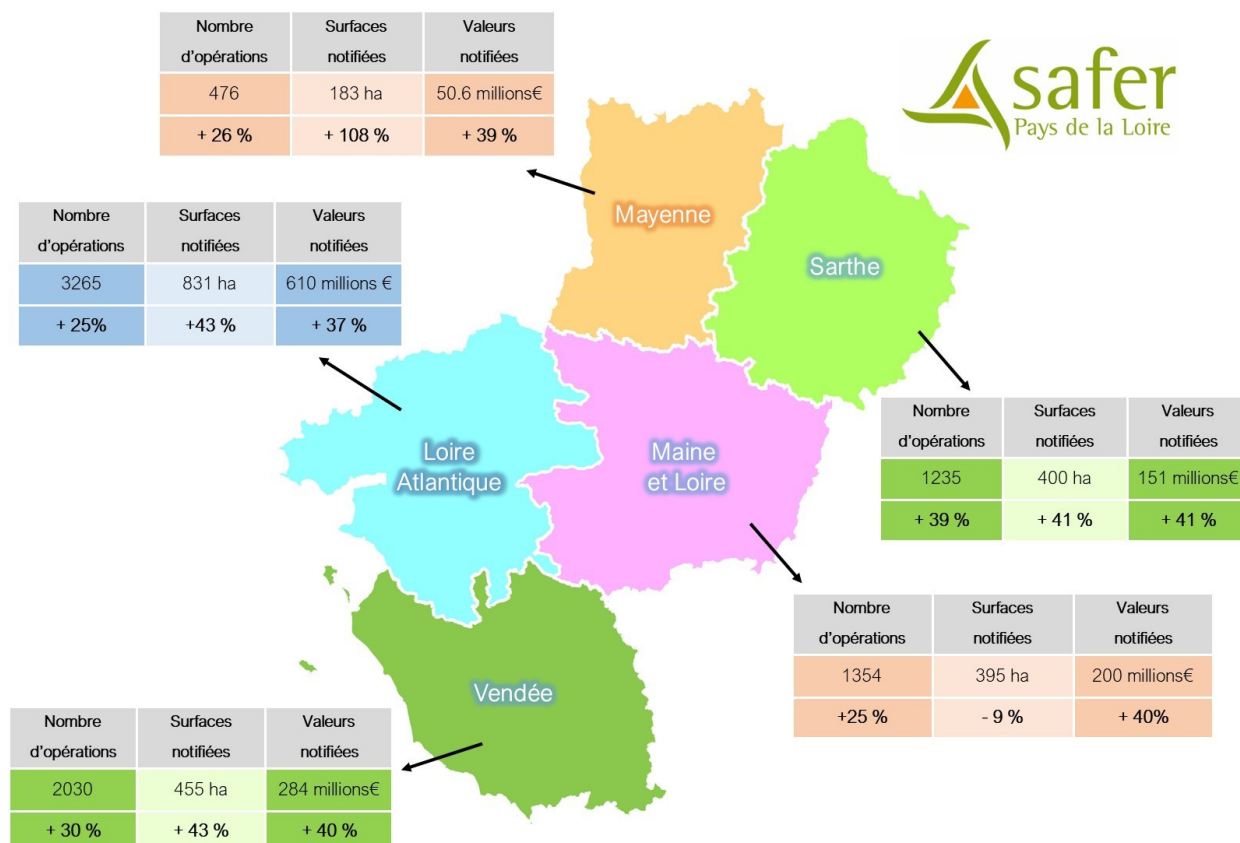 Nombre d'opérations Surfaces notifiées Valeurs notifiées
476 183 ha 50.6 millions€
+ 26 % + 108 % + 39 %
safer
Pays de la Loire
Mayenne
Sarthe
Nombre d'opérations Surfaces notifiées Valeurs notifiées
3265 831 ha 610 millions €
+ 25% +43 % + 37 %
Loire
Atlantique
Maine
et Loire
Nombre d'opérations Surfaces notifiées Valeurs notifiées
1235 400 ha 151 millions€
+ 39 % + 41 % + 41 %
Nombre d'opérations Surfaces notifiées Valeurs notifiées
1354 395 ha 200 millions€
+25 % - 9 % + 40%
Vendée
Nombre d'opérations Surfaces notifiées Valeurs notifiées
2030 455 ha 284 millions€
+ 30 % + 43 % + 40 %